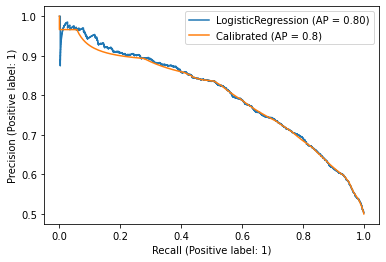 LogisticRegression (AP = 0.80)
Calibrated (AP = 0.8)
Precision (Positive label: 1)
1.0
0.9
0.8
0.7
0.6
0.5
0.0 0.2 0.4 0.6 0.8 1.0
Recall (Positive label: 1)